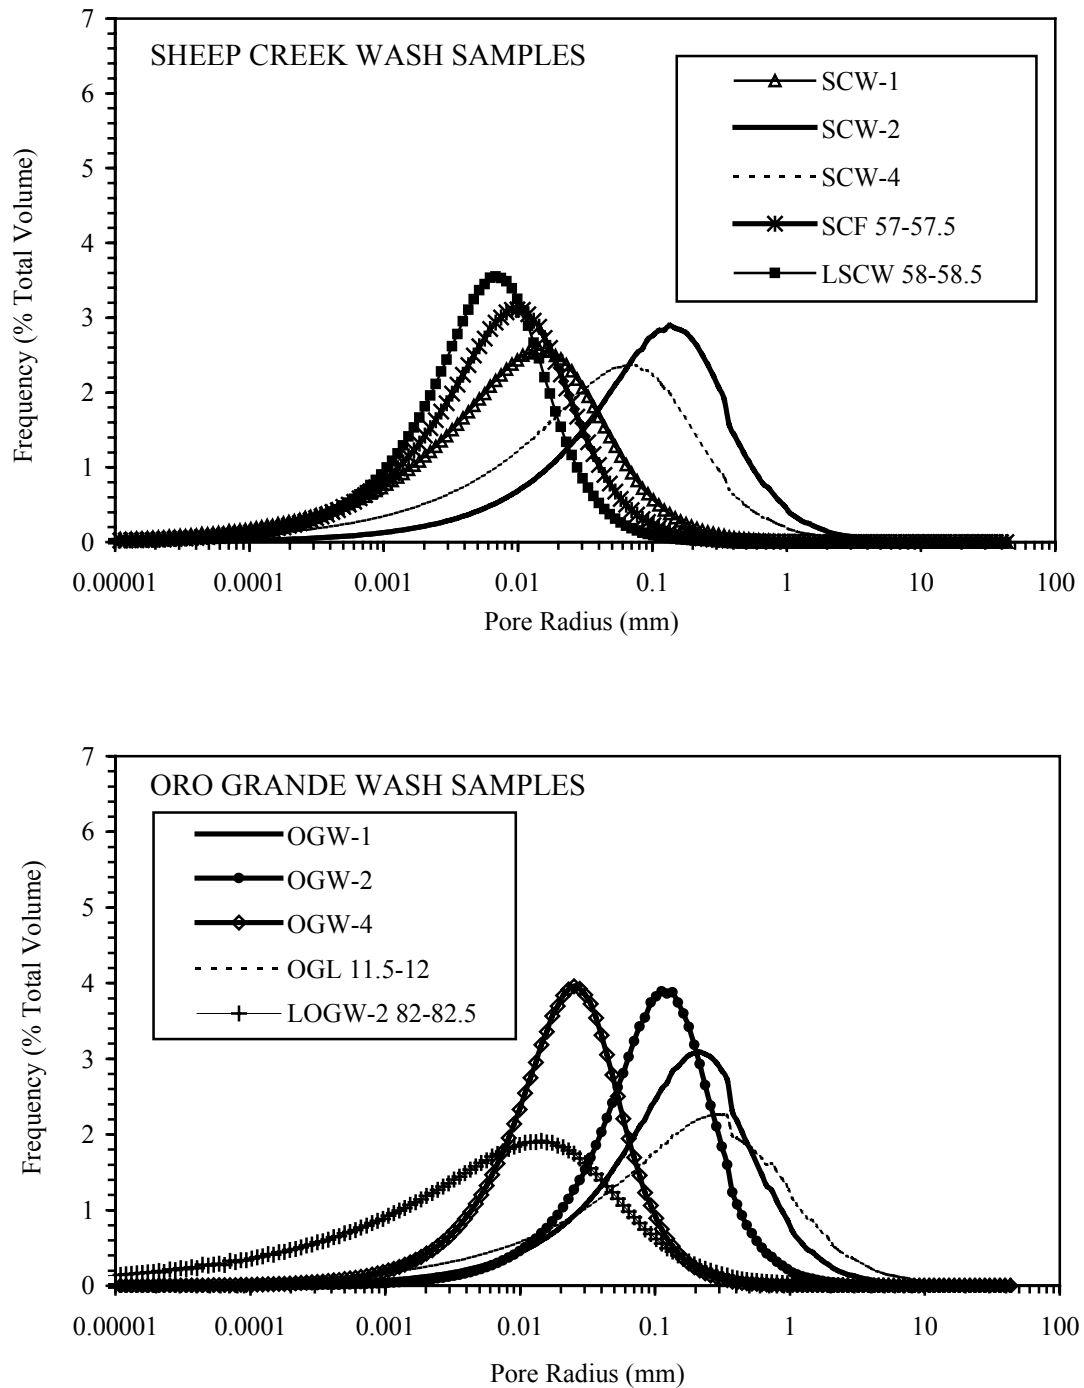 SHEEP CREEK WASH SAMPLES
SCW-1
SCW-2
SCW-4
SCF 57-57.5
LSCW 58-58.5
Frequency (% Total Volume)
7
6
5
4
3
2
1
0
0.00001 0.0001 0.001 0.01 0.1 1 10 100
Pore Radius (mm)
ORO GRANDE WASH SAMPLES
OGW-1
OGW-2
OGW-4
OGL 11.5-12
LOGW-2 82-82.5
Frequency (% Total Volume)
7
6
5
4
3
2
1
0
0.00001 0.0001 0.001 0.01 0.1 1 10 100
Pore Radius (mm)